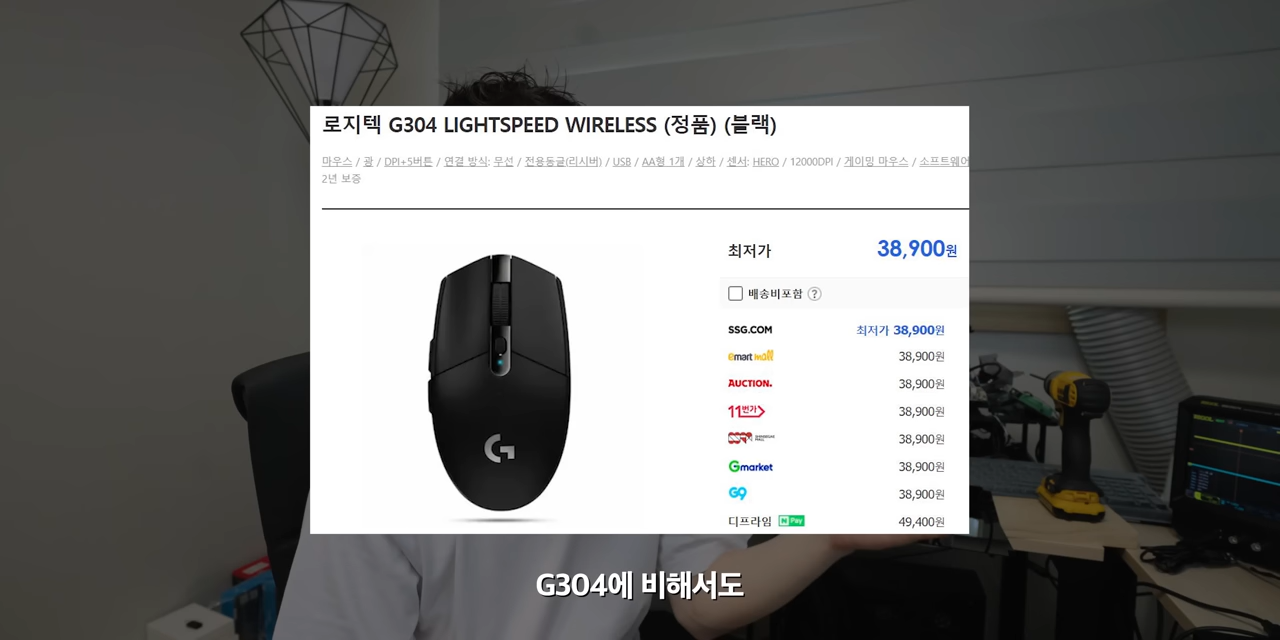 로지텍 G304 LIGHTSPEED WIRELESS (정품) (블랙)
마우스 / 광 / DPI+5버튼 / 연결 방식: 무선 / 전용동글(리시버) / USB / AA형 1개 / 상하 / 센서: HERO / 12000DPI / 게이밍 마우스 / 소프트웨어
2년 보증
최저가 38,900원
배송비포함 ?
SSG.COM 최저가 38,900원
emart mall 38,900원
AUCTION. 38,900원
11번가 38,900원
38,900원
Gmarket 38,900원
G9 38,900원
디프라임 N Pay 49,400원
G304에 비해서도